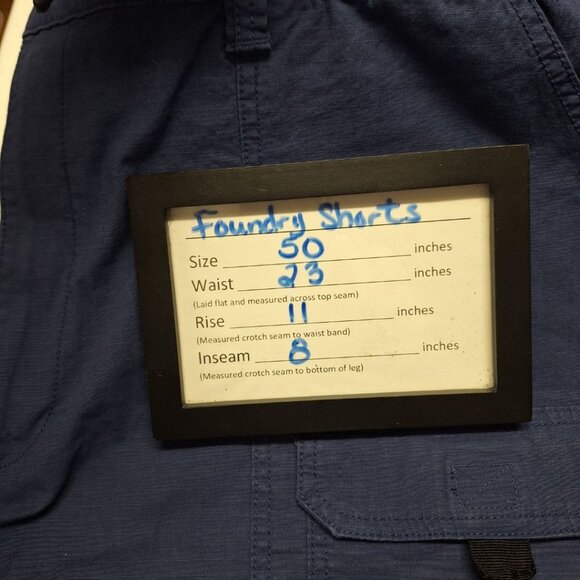 Foundry Shorts
Size 50 inches
Waist 23 inches
(Laid flat and measured across top seam)
Rise 11 inches
(Measured crotch seam to waist band)
Inseam 8 inches
(Measured crotch seam to bottom of leg)